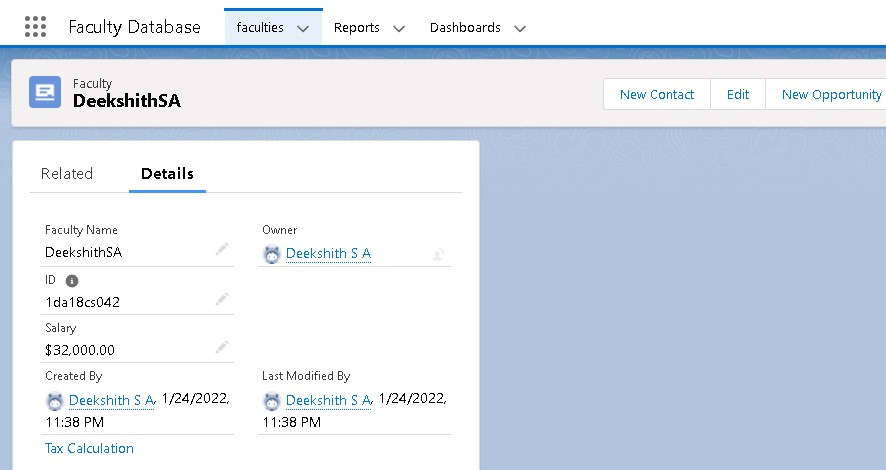 Faculty Database faculties Reports Dashboards
Faculty
DeekshithSA
New Contact Edit New Opportunity
Related Details
Faculty Name Owner
DeekshithSA Deekshith S A
ID
1da18cs042
Salary
$32,000.00
Created By Last Modified By
Deekshith S A, 1/24/2022, Deekshith S A, 1/24/2022,
11:38 PM 11:38 PM
Tax Calculation